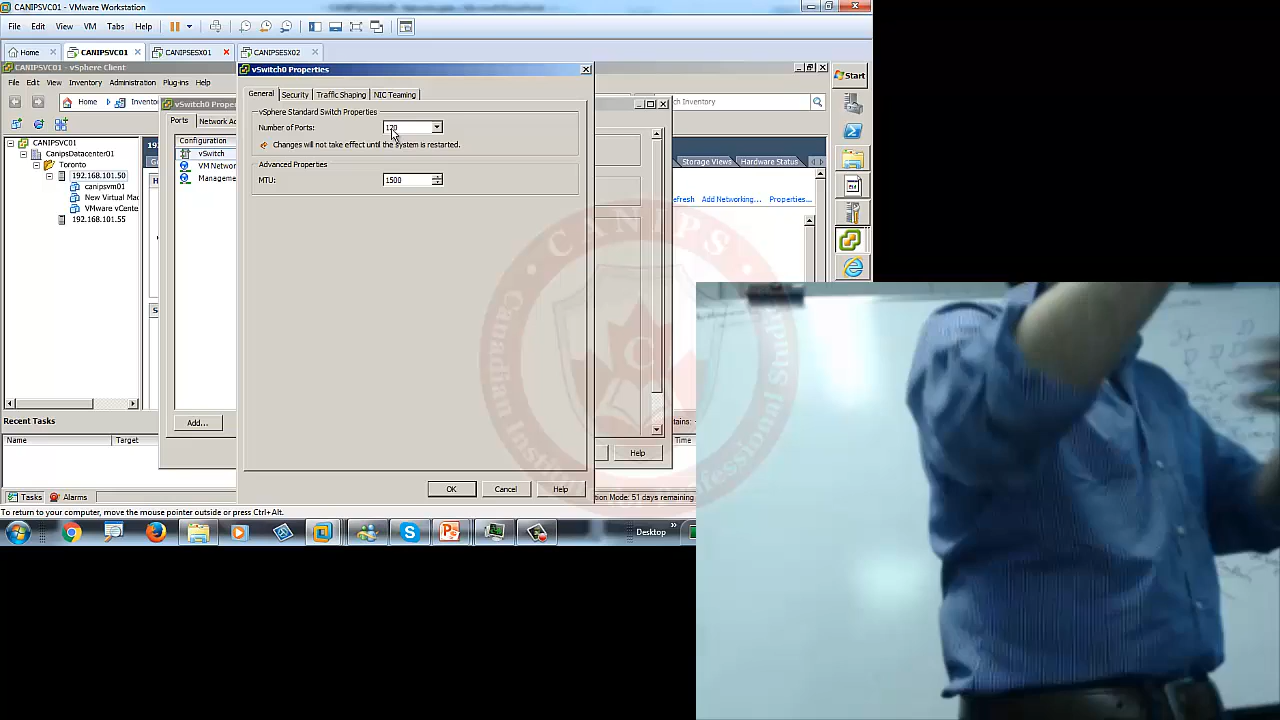 CANIPSVC01 - VMware Workstation
File Edit View VM Tabs Help
Home CANIPSVC01 CANIPSESX01 CANIPSESX02
CANIPSVC01 - vSphere Client
vSwitch0 Properties
File Edit View Inventory Administration Plug-ins Help
Start
General Security Traffic Shaping NIC Teaming
Home
vSwitch0
Ports
vSphere Standard Switch Properties
Number of Ports:
Changes will not take effect until the system is restarted.
Configuration
CANIPSVC01
CanipsDatacenter01
vSwitch
Toronto
Storage Views Hardware Status
Advanced Properties
VM Netwo
192.168.101.50
MTU: 1500
Manageme
canipsvm01
New Virtual Ma
Add Networking... Properties...
VMware vCente
192.168.101.55
CANIPS
Recent Tasks
Add...
Name Target
Time
Help
OK Cancel Help
Tasks Alarms
51 days remaining
To return to your computer, move the mouse pointer outside or press Ctrl+Alt.
Desktop